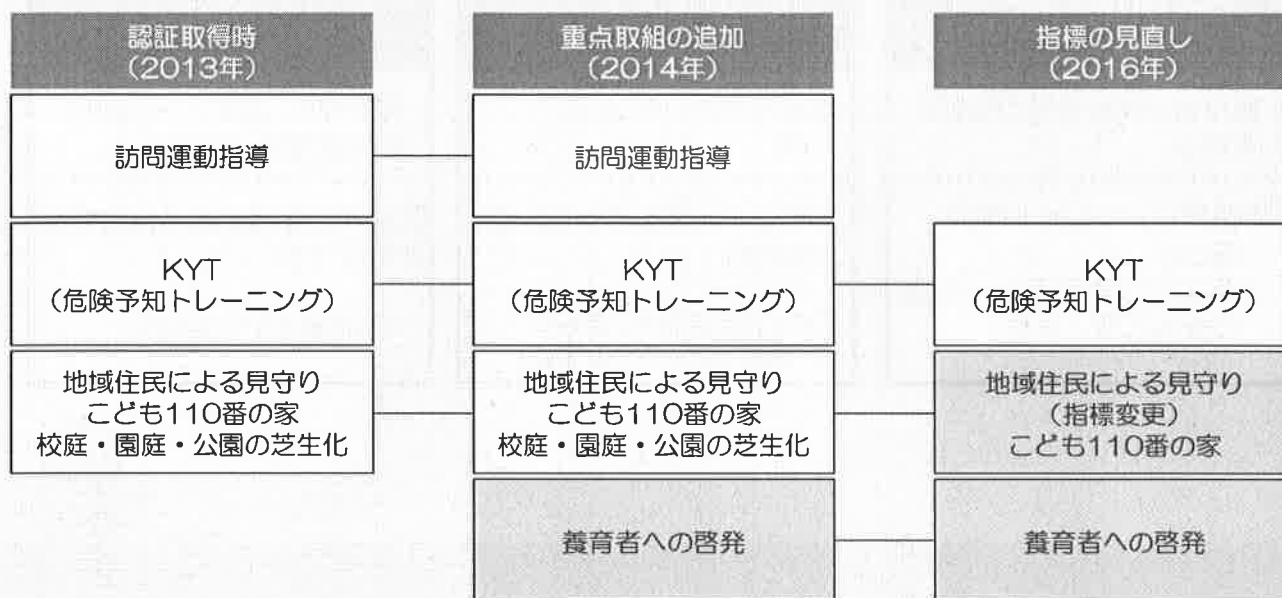 認証取得時
（2013年）
重点取組の追加
（2014年）
指標の見直し
（2016年）
訪問運動指導
訪問運動指導
KYT
（危険予知トレーニング）
KYT
（危険予知トレーニング）
KYT
（危険予知トレーニング）
地域住民による見守り
こども110番の家
校庭・園庭・公園の芝生化
地域住民による見守り
こども110番の家
校庭・園庭・公園の芝生化
地域住民による見守り
（指標変更）
こども110番の家
養育者への啓発
養育者への啓発